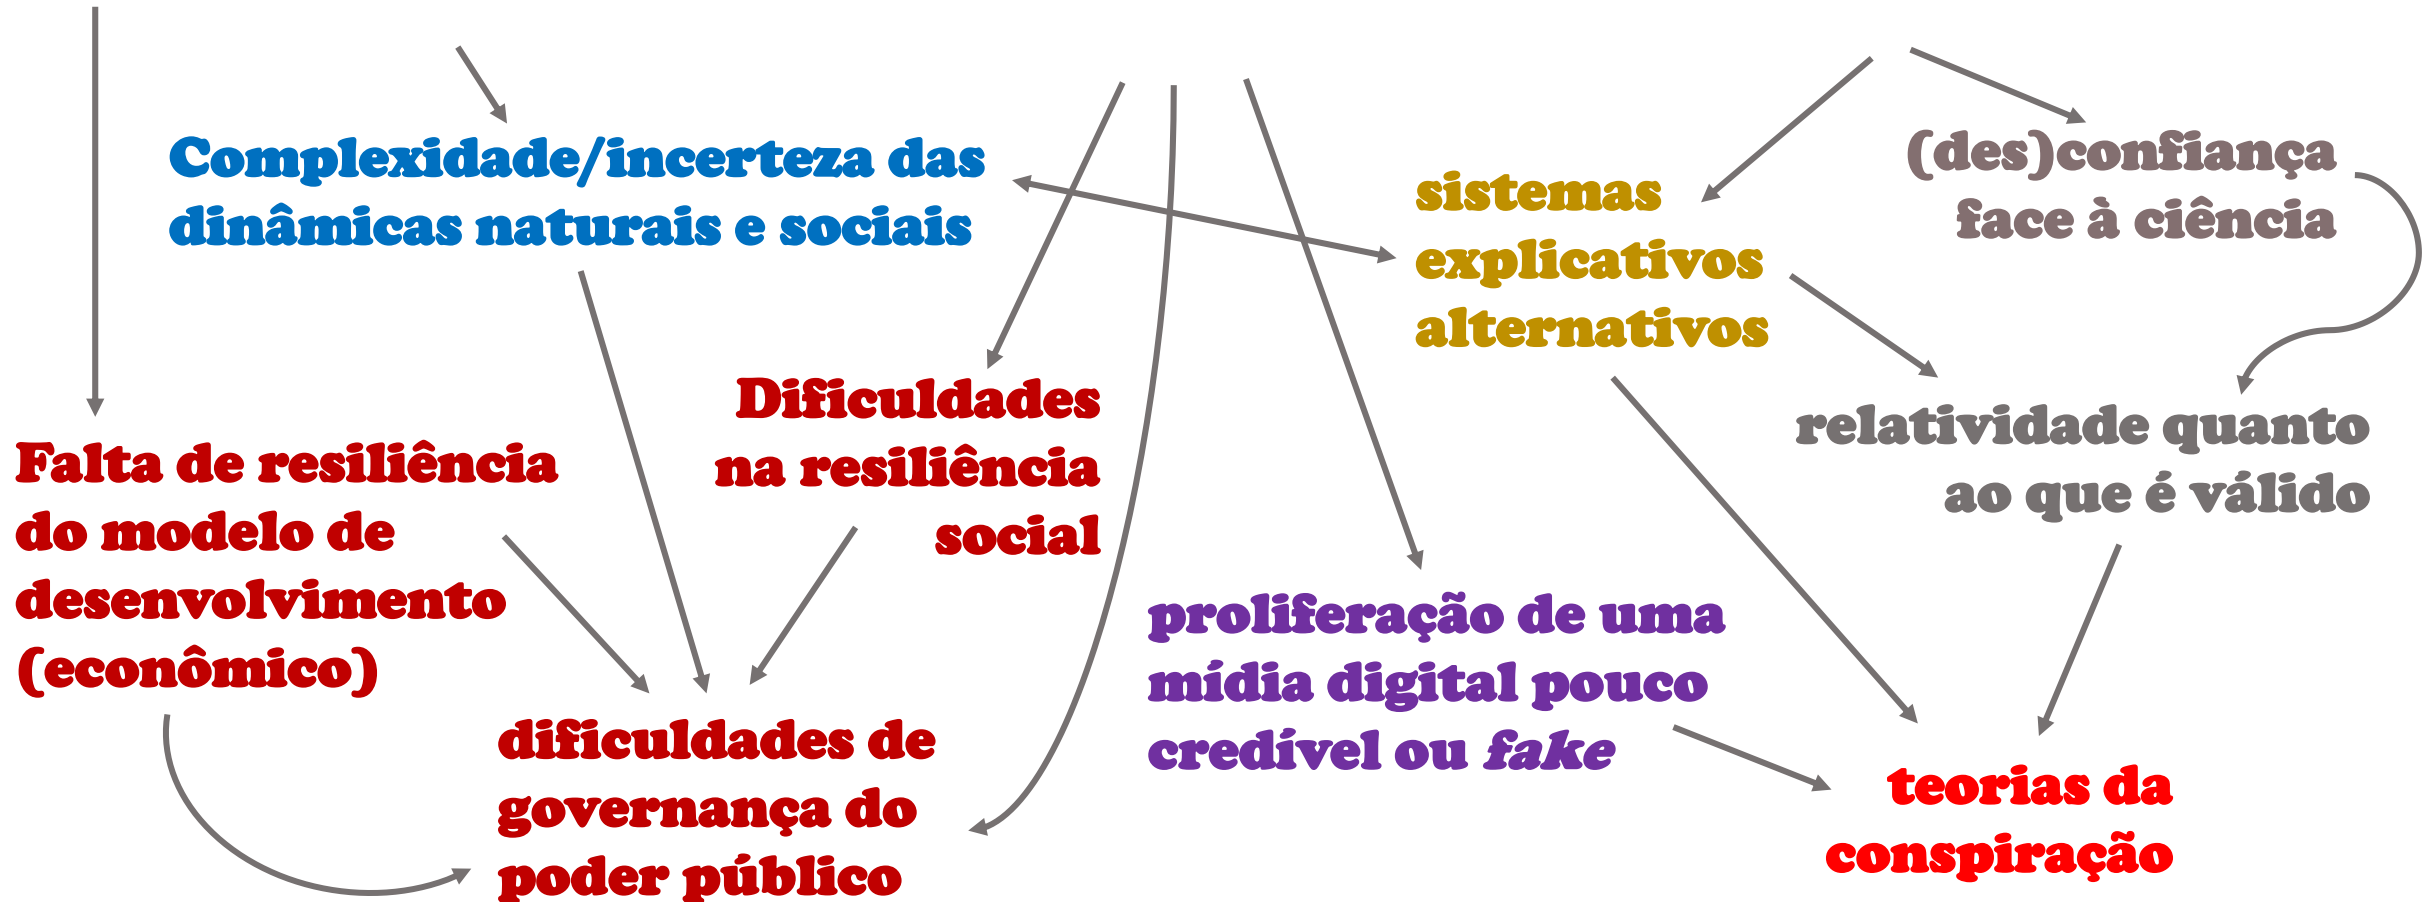 Complexidade/incerteza das
dinâmicas naturais e sociais
sistemas
explicativos
alternativos
(des)confiança
face à ciência
Dificuldades
na resiliência
social
relatividade quanto
ao que é válido
Falta de resiliência
do modelo de
desenvolvimento
(econômico)
proliferação de uma
mídia digital pouco
credível ou fake
dificuldades de
governança do
poder público
teorias da
conspiração